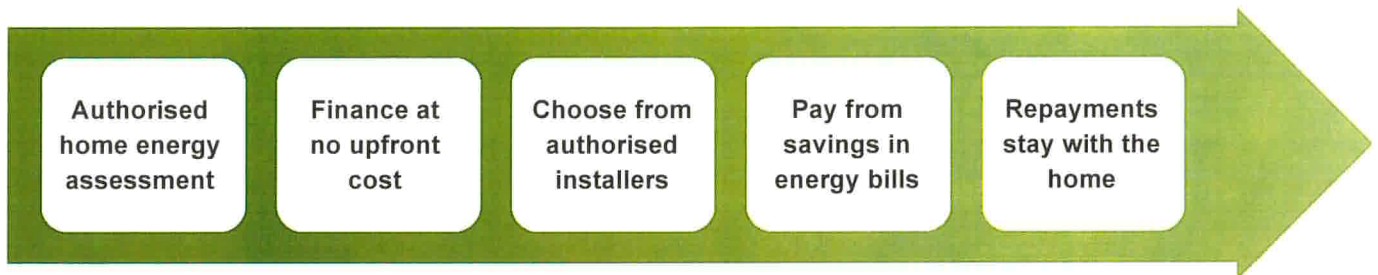 Authorised
home energy
assessment
Finance at
no upfront
cost
Choose from
authorised
installers
Pay from
savings in
energy bills
Repayments
stay with the
home